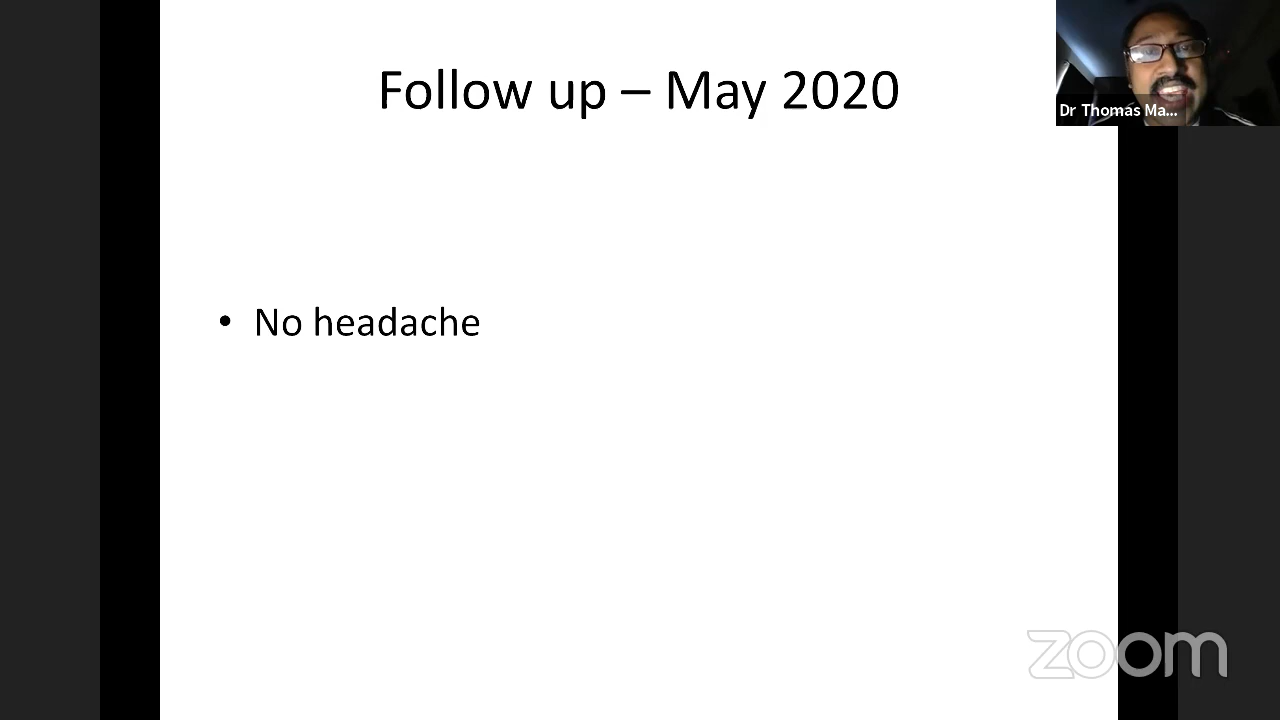 Follow up – May 2020
Dr Thomas Ma...
• No headache
zoom